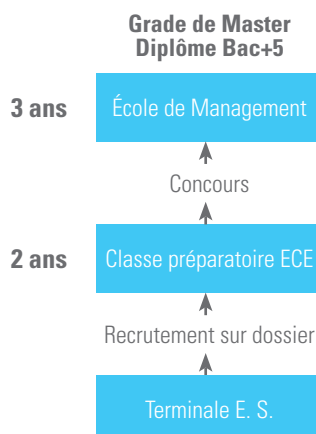 Grade de Master
Diplôme Bac+5
3 ans
École de Management
Concours
2 ans
Classe préparatoire ECE
Recrutement sur dossier
Terminale E. S.